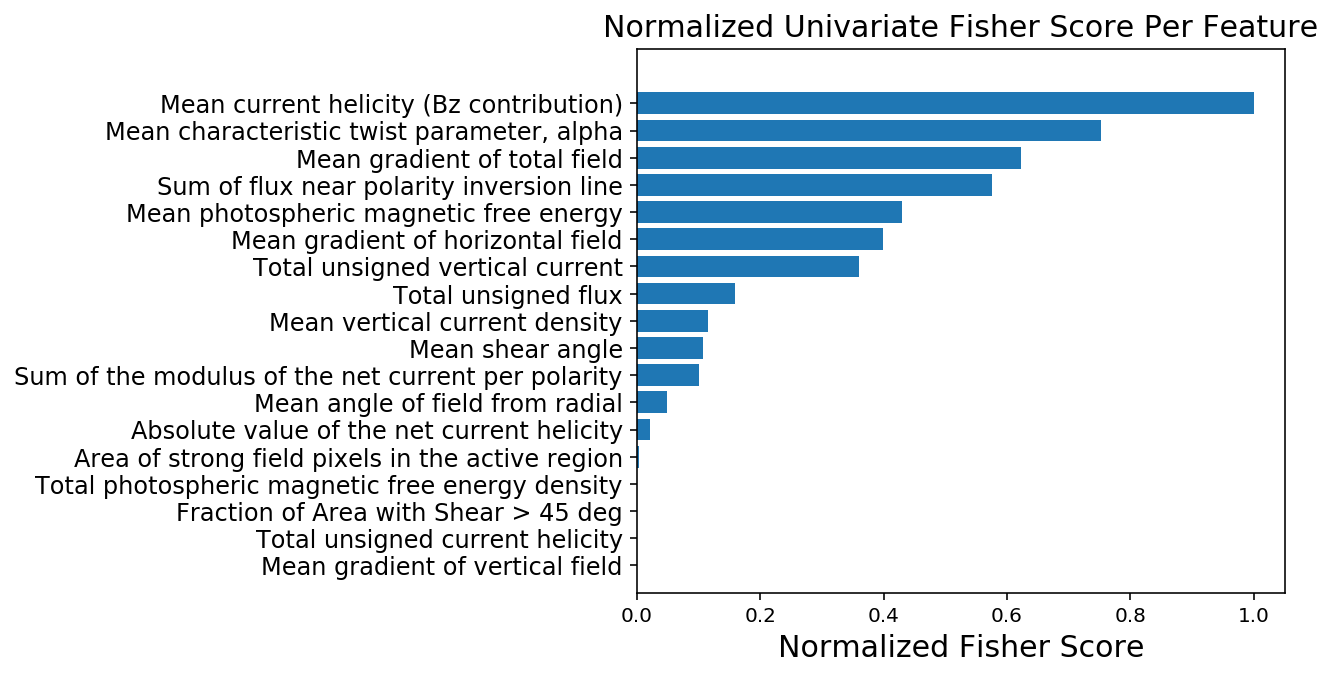 Normalized Univariate Fisher Score Per Feature
Mean current helicity (Bz contribution)
Mean characteristic twist parameter, alpha
Mean gradient of total field
Sum of flux near polarity inversion line
Mean photospheric magnetic free energy
Mean gradient of horizontal field
Total unsigned vertical current
Total unsigned flux
Mean vertical current density
Mean shear angle
Sum of the modulus of the net current per polarity
Mean angle of field from radial
Absolute value of the net current helicity
Area of strong field pixels in the active region
Total photospheric magnetic free energy density
Fraction of Area with Shear > 45 deg
Total unsigned current helicity
Mean gradient of vertical field
0.0 0.2 0.4 0.6 0.8 1.0
Normalized Fisher Score